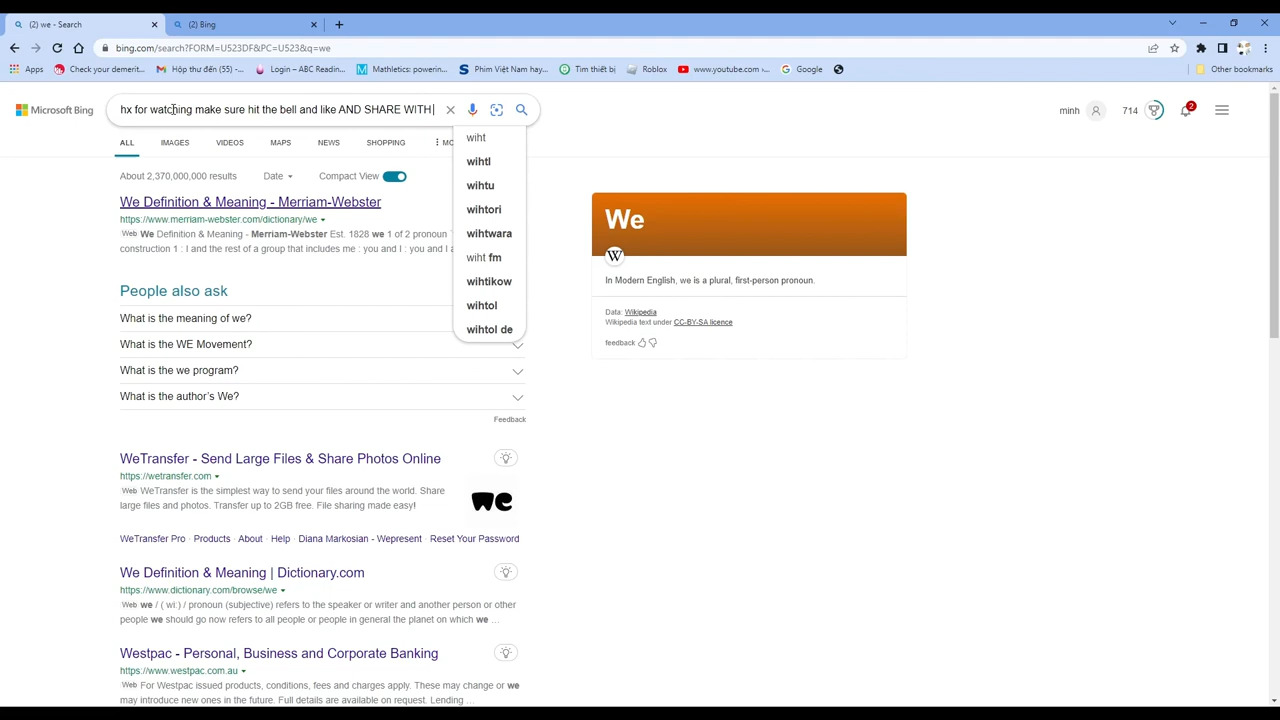 (2) we - Search
(2) Bing
bing.com/search?FORM=U523DF&PC=U523&q=we
Apps
Check your demerit...
Hộp thư đến (55) -...
ABC Reading...
Mathletics: powerin...
Phim Việt Nam hay...
Tìm thiết bị
Roblox
www.youtube.com ›...
Google
Other bookmarks
Microsoft Bing
hx for watching make sure hit the bell and like AND SHARE WITH
minh
714
2
wiht
wihtl
wihtu
wihtori
wihtwara
wiht fm
wihtikow
wihtol
wihtol de
ALL
IMAGES
VIDEOS
MAPS
NEWS
SHOPPING
MO
About 2,370,000,000 results
Date
Compact View
We Definition & Meaning - Merriam-Webster
https://www.merriam-webster.com/dictionary/we
Web We Definition & Meaning - Merriam-Webster Est. 1828 we 1 of 2 pronoun
construction 1 : I and the rest of a group that includes me : you and I : you and I a
People also ask
What is the meaning of we?
What is the WE Movement?
What is the we program?
What is the author's We?
Feedback
WeTransfer - Send Large Files & Share Photos Online
https://wetransfer.com
Web WeTransfer is the simplest way to send your files around the world. Share
large files and photos. Transfer up to 2GB free. File sharing made easy!
we
WeTransfer Pro · Products · About · Help · Diana Markosian - Wepresent · Reset Your Password
We Definition & Meaning | Dictionary.com
https://www.dictionary.com/browse/we
Web we / ( wiː) / pronoun (subjective) refers to the speaker or writer and another person or other
people we should go now refers to all people or people in general the planet on which we ...
Westpac - Personal, Business and Corporate Banking
https://www.westpac.com.au
Web For Westpac issued products, conditions, fees and charges apply. These may change or we
may introduce new ones in the future. Full details are available on request. Lending ...
We
W
In Modern English, we is a plural, first-person pronoun.
Data: Wikipedia
Wikipedia text under CC-BY-SA licence
feedback